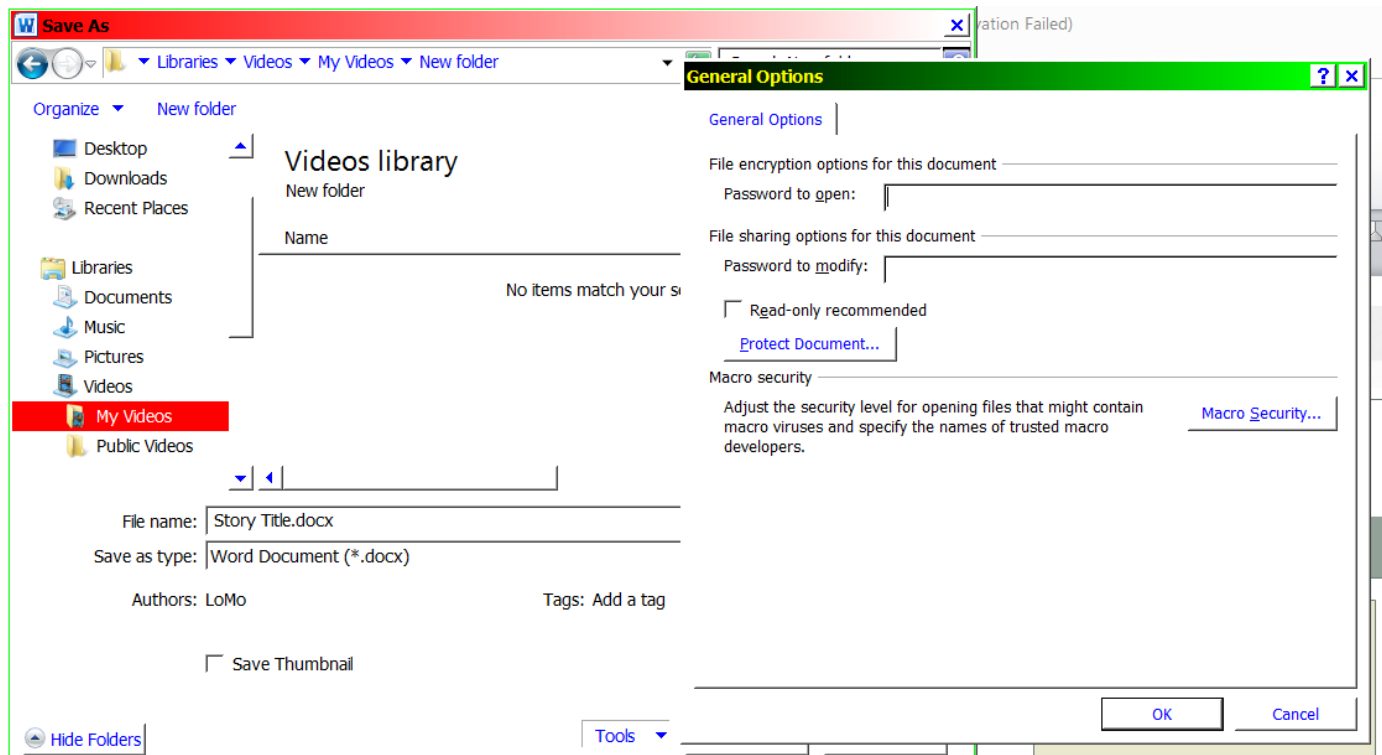 Save As
vation Failed)
Libraries Videos My Videos New folder
Organize New folder
Desktop
Downloads
Recent Places
Libraries
Documents
Music
Pictures
Videos
My Videos
Public Videos
Videos library
New folder
Name
No items match your se
File name: Story Title.docx
Save as type: Word Document (*.docx)
Authors: LoMo Tags: Add a tag
Save Thumbnail
Hide Folders
Tools
General Options
General Options
File encryption options for this document
Password to open:
File sharing options for this document
Password to modify:
Read-only recommended
Protect Document...
Macro security
Adjust the security level for opening files that might contain
macro viruses and specify the names of trusted macro
developers.
Macro Security...
OK Cancel